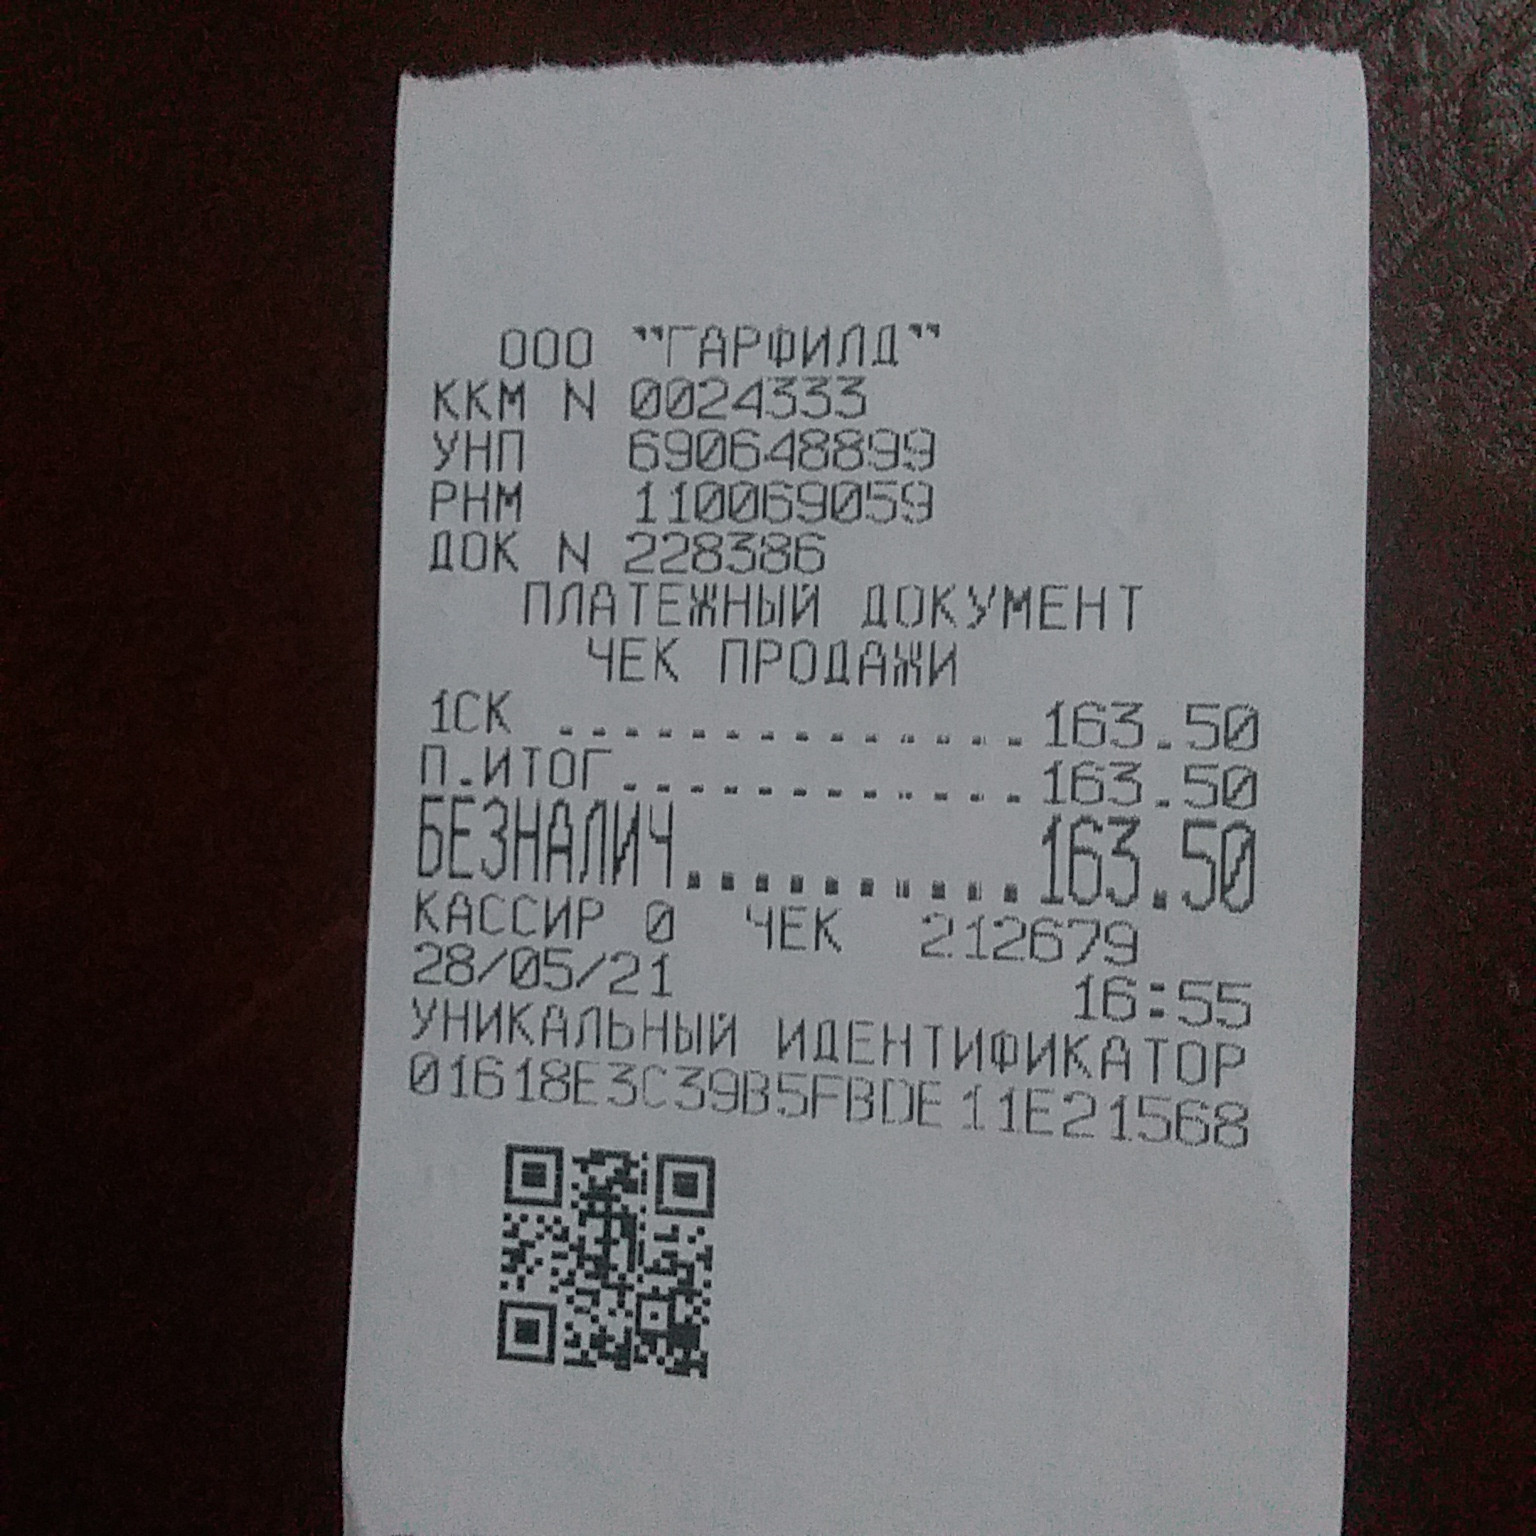 ООО "ГАРФИЛД"
ККМ N 0024333
УНП 690648899
РНМ 110069059
ДОК N 228386
ПЛАТЕЖНЫЙ ДОКУМЕНТ
ЧЕК ПРОДАЖИ
1СК ...............163.50
П.ИТОГ.............163.50
БЕЗНАЛИЧ..........163.50
КАССИР 0 ЧЕК 212679
28/05/21 16:55
УНИКАЛЬНЫЙ ИДЕНТИФИКАТОР
01618E3C39B5FBDE11E21568